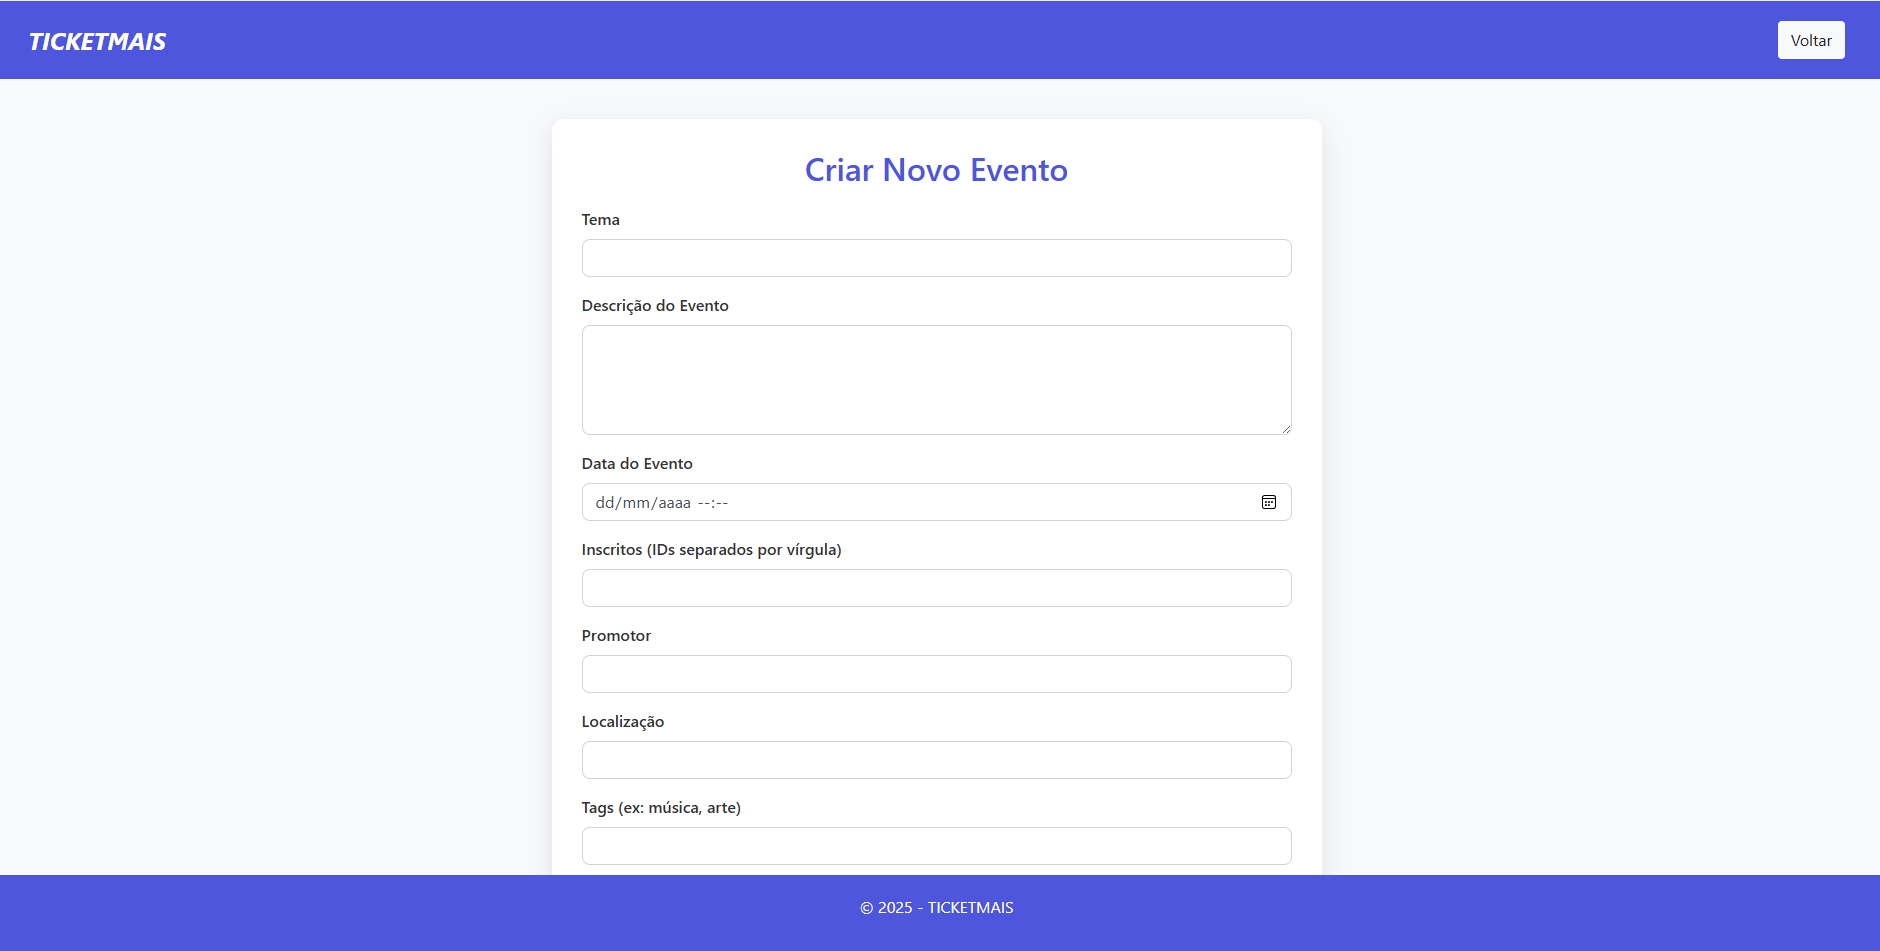 TICKETMAIS
Voltar
Criar Novo Evento
Tema
Descrição do Evento
Data do Evento
dd/mm/aaaa --:--
Inscritos (IDs separados por vírgula)
Promotor
Localização
Tags (ex: música, arte)
© 2025 - TICKETMAIS